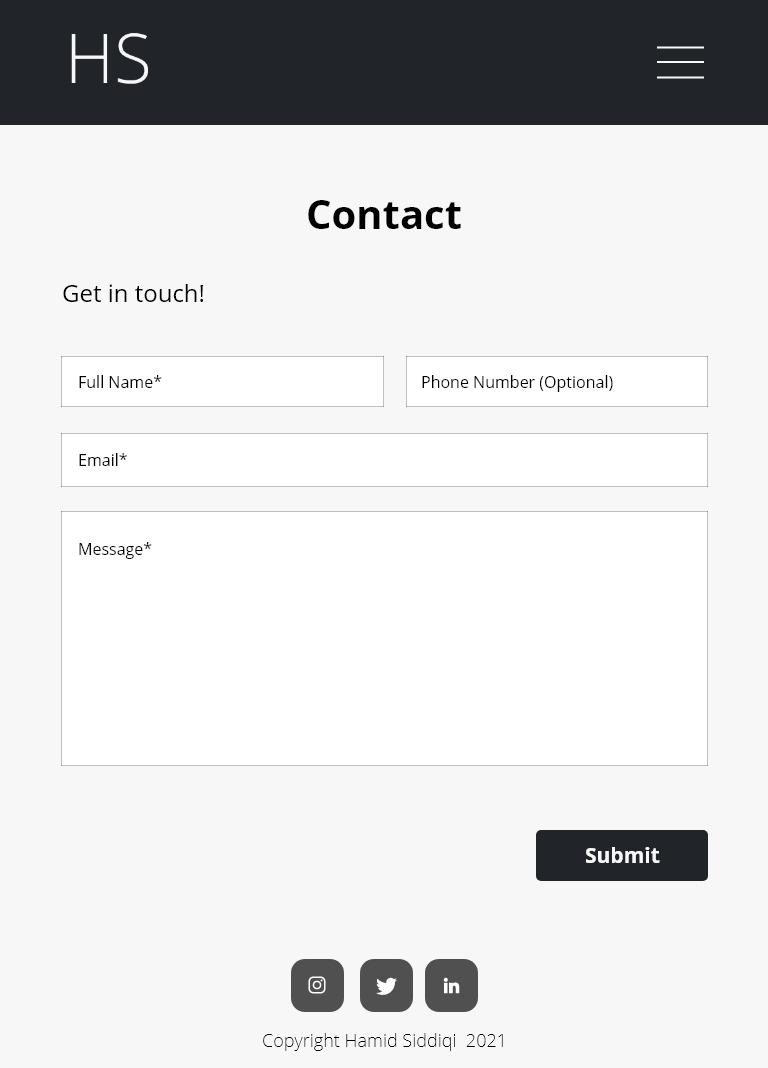 HS
Contact
Get in touch!
Full Name*
Phone Number (Optional)
Email*
Message*
Submit
in
Copyright Hamid Siddiqi 2021